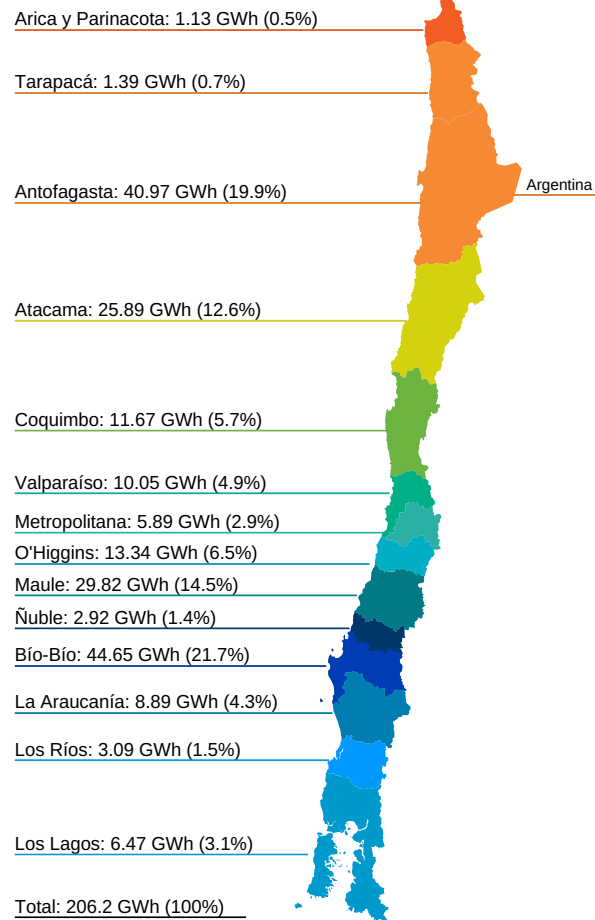 Arica y Parinacota: 1.13 GWh (0.5%)
Tarapacá: 1.39 GWh (0.7%)
Argentina
Antofagasta: 40.97 GWh (19.9%)
Atacama: 25.89 GWh (12.6%)
Coquimbo: 11.67 GWh (5.7%)
Valparaíso: 10.05 GWh (4.9%)
Metropolitana: 5.89 GWh (2.9%)
O'Higgins: 13.34 GWh (6.5%)
Maule: 29.82 GWh (14.5%)
Ñuble: 2.92 GWh (1.4%)
Bío-Bío: 44.65 GWh (21.7%)
La Araucanía: 8.89 GWh (4.3%)
Los Ríos: 3.09 GWh (1.5%)
Los Lagos: 6.47 GWh (3.1%)
Total: 206.2 GWh (100%)